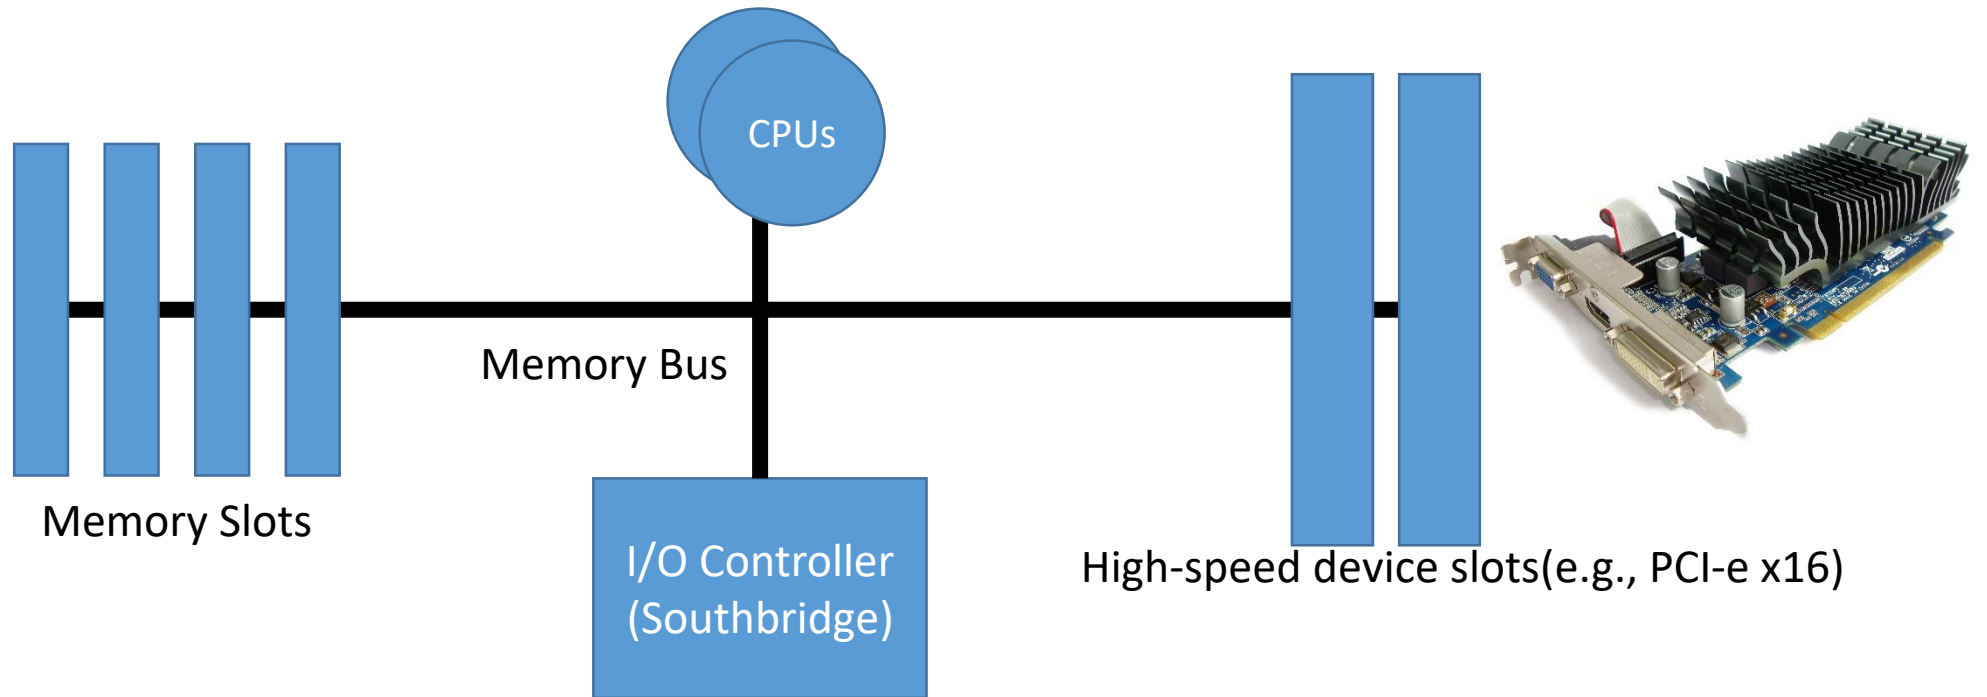 CPUs
Memory Bus
Memory Slots
I/O Controller
(Southbridge)
High-speed device slots(e.g., PCI-e x16)